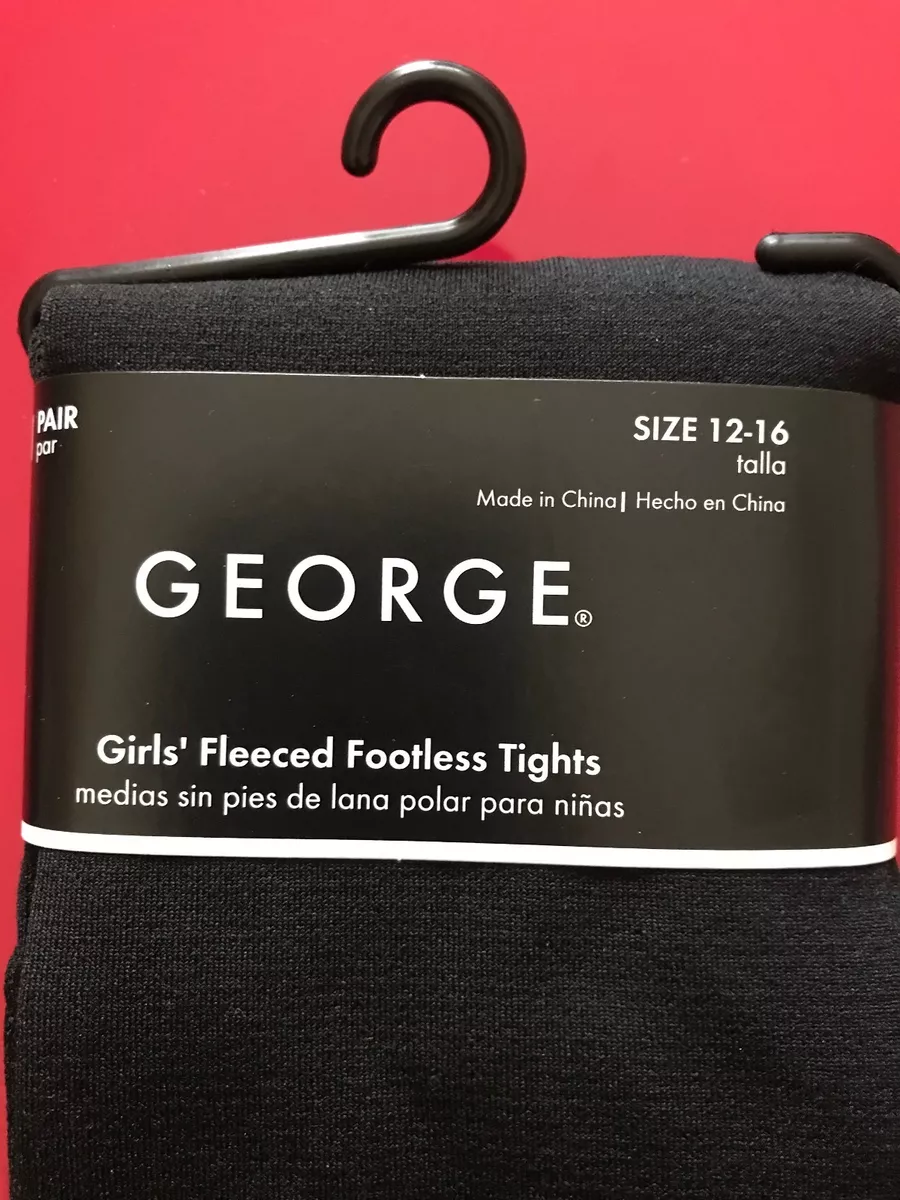 PAIR
par
SIZE 12-16
talla
Made in China| Hecho en China
GEORGE®
Girls' Fleeced Footless Tights
medias sin pies de lana polar para niñas